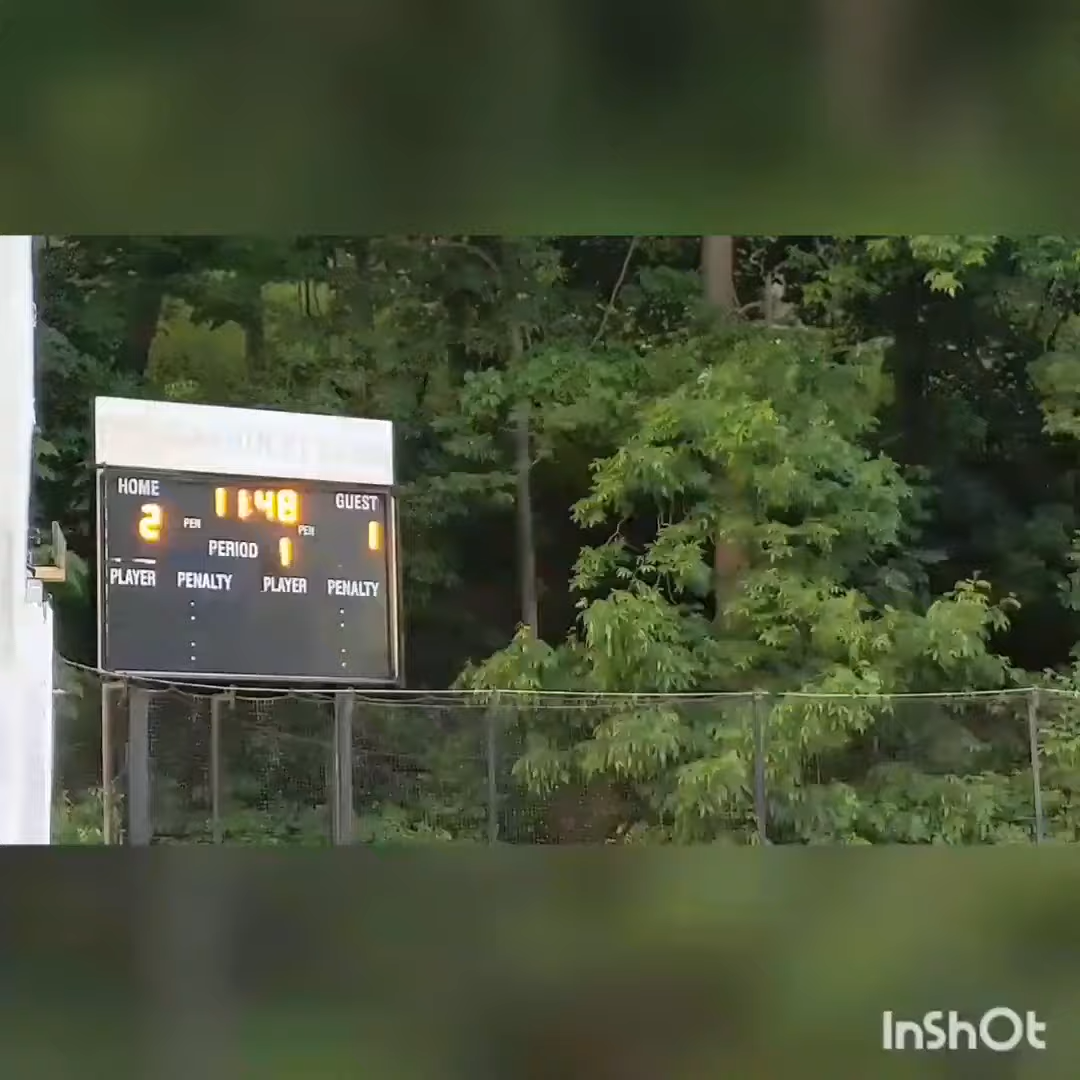 HOME 11:48 GUEST
2 PEN PEN 1
PERIOD 1
PLAYER PENALTY PLAYER PENALTY
InShOt